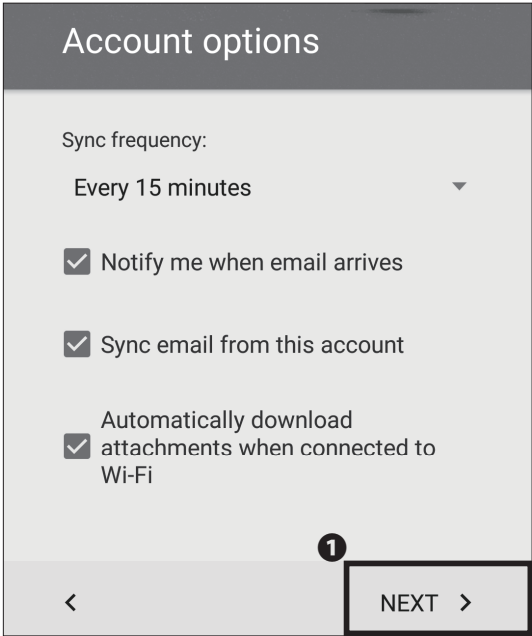 Account options
Sync frequency:
Every 15 minutes
Notify me when email arrives
Sync email from this account
Automatically download
attachments when connected to
Wi-Fi
1
NEXT